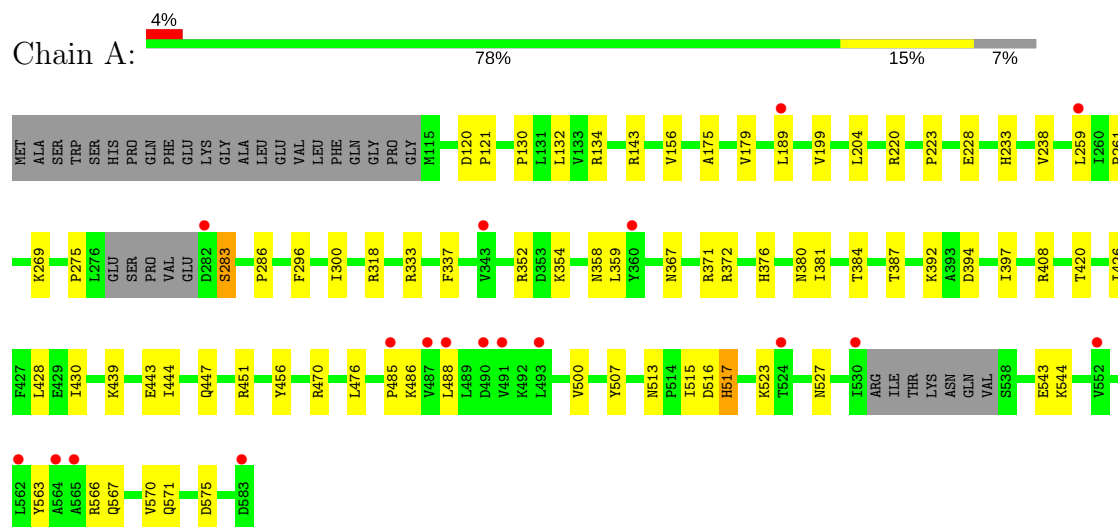 4%
Chain A:
78% 15% 7%
MET ALA SER TRP SER HIS PRO GLN PHE GLU LYS GLY ALA LEU GLU VAL LEU PHE GLN GLY PRO GLY M115 D120 P121 P130 L131 L132 V133 R134 R143 V156 A175 V179 L189 V199 L204 R220 P223 E228 H233 V238 L259 I260
K269 P275 L276 GLU SER PRO VAL GLU D282 S283 P286 F296 I300 R318 R333 F337 V343 R352 D353 K354 N358 L359 Y360 N367 R371 R372 H376 N380 I381 T384 T387 K392 A393 D394 I397 R408 T420
F427 L428 E429 I430 K439 E443 I444 Q447 R451 Y456 R470 L476 P485 K486 V487 L488 L489 D490 V491 K492 L493 V500 Y507 N513 P514 I515 D516 H517 K523 T524 N527 I530 ARG ILE THR LYS ASN GLN VAL S538 E543 K544 V552
L562 Y563 A564 A565 R566 Q567 V570 Q571 D575 D583